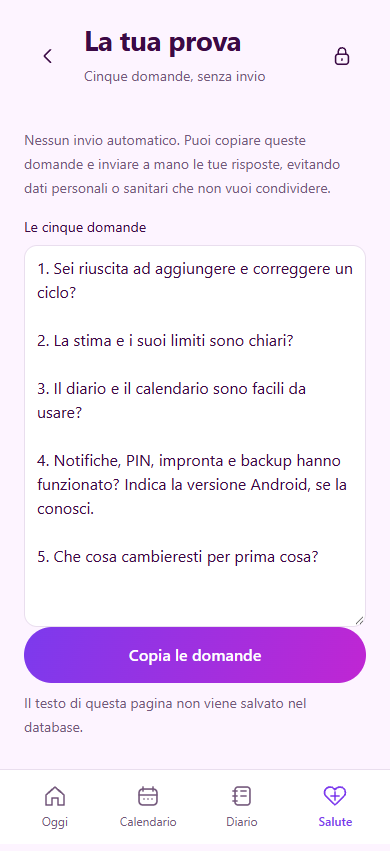 La tua prova
Cinque domande, senza invio
Nessun invio automatico. Puoi copiare queste
domande e inviare a mano le tue risposte, evitando
dati personali o sanitari che non vuoi condividere.
Le cinque domande
1. Sei riuscita ad aggiungere e correggere un
ciclo?
2. La stima e i suoi limiti sono chiari?
3. Il diario e il calendario sono facili da
usare?
4. Notifiche, PIN, impronta e backup hanno
funzionato? Indica la versione Android, se la
conosci.
5. Che cosa cambieresti per prima cosa?
Copia le domande
Il testo di questa pagina non viene salvato nel
database.
Oggi
Calendario
Diario
Salute